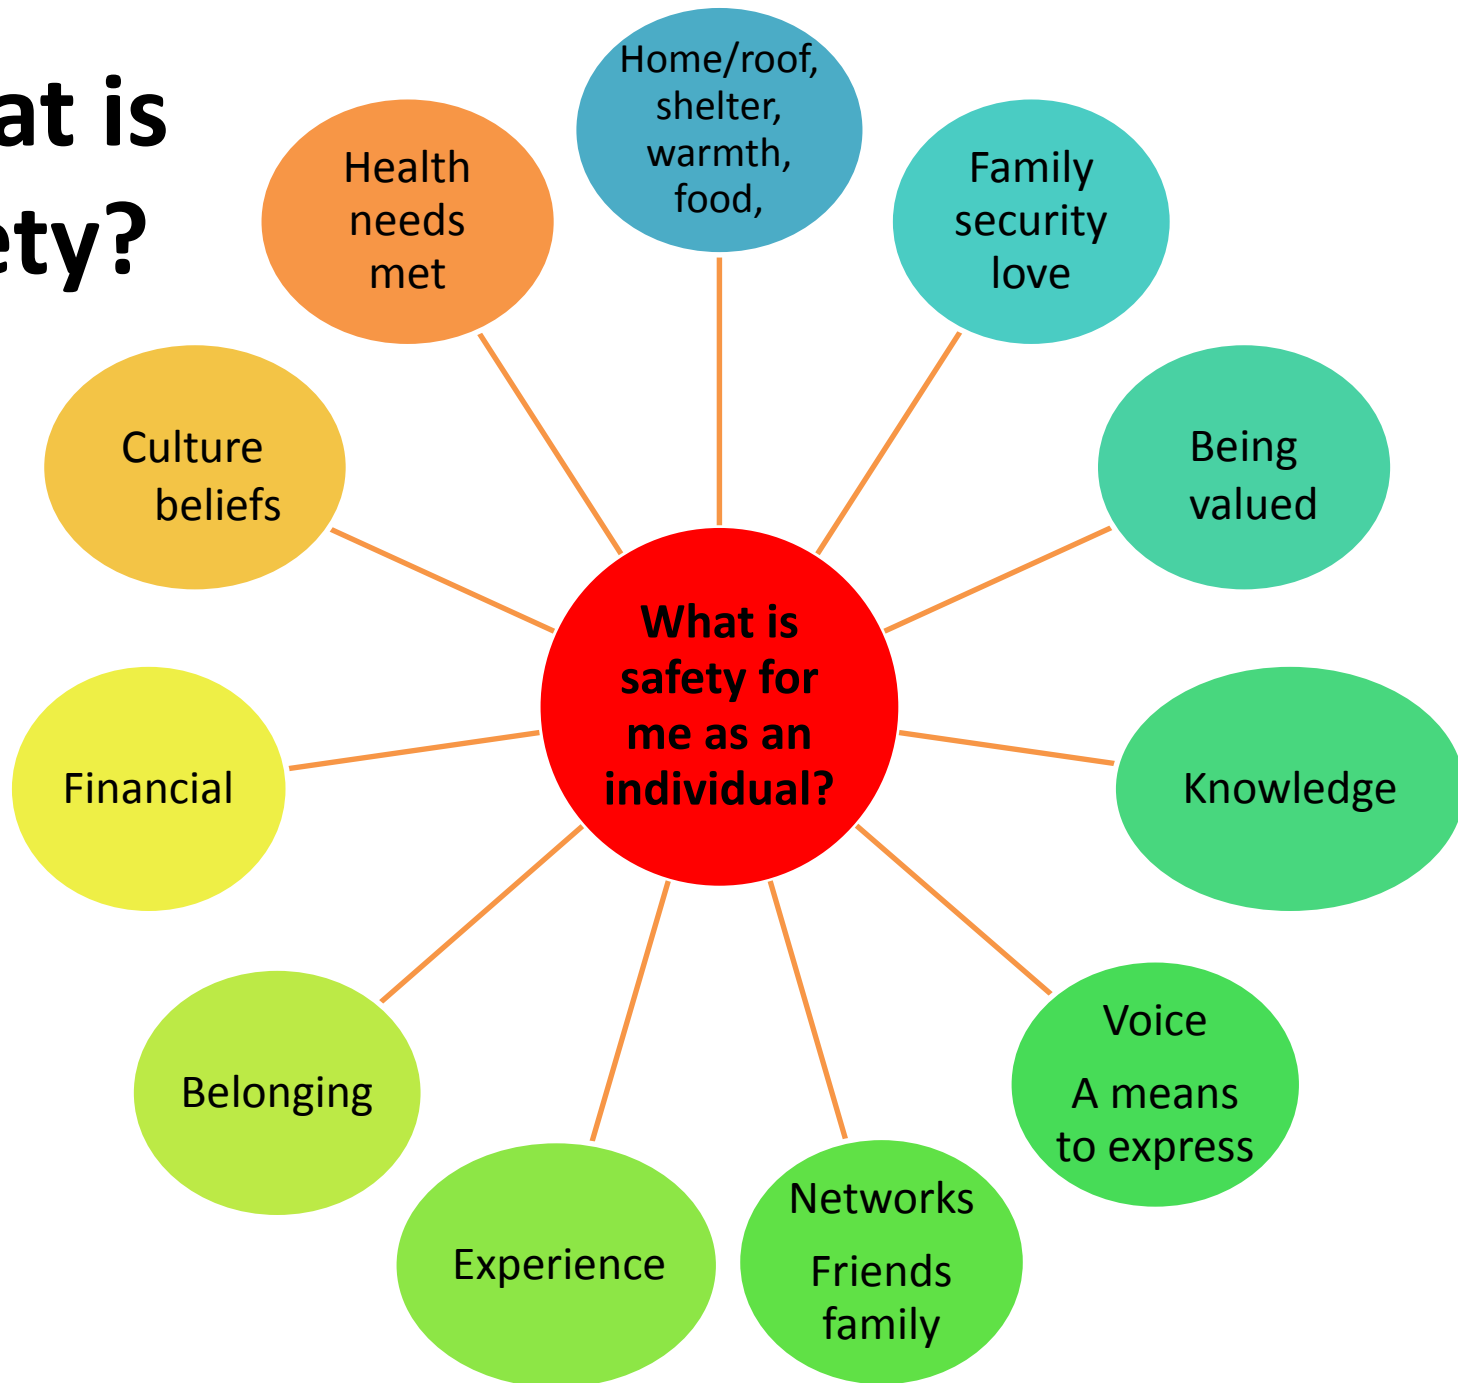 at is
ety?
Home/roof,
shelter,
warmth,
food,
Family
security
love
Being
valued
Knowledge
Voice
A means
to express
Networks
Friends
family
Experience
Belonging
Financial
Culture
beliefs
Health
needs
met
What is
safety for
me as an
individual?